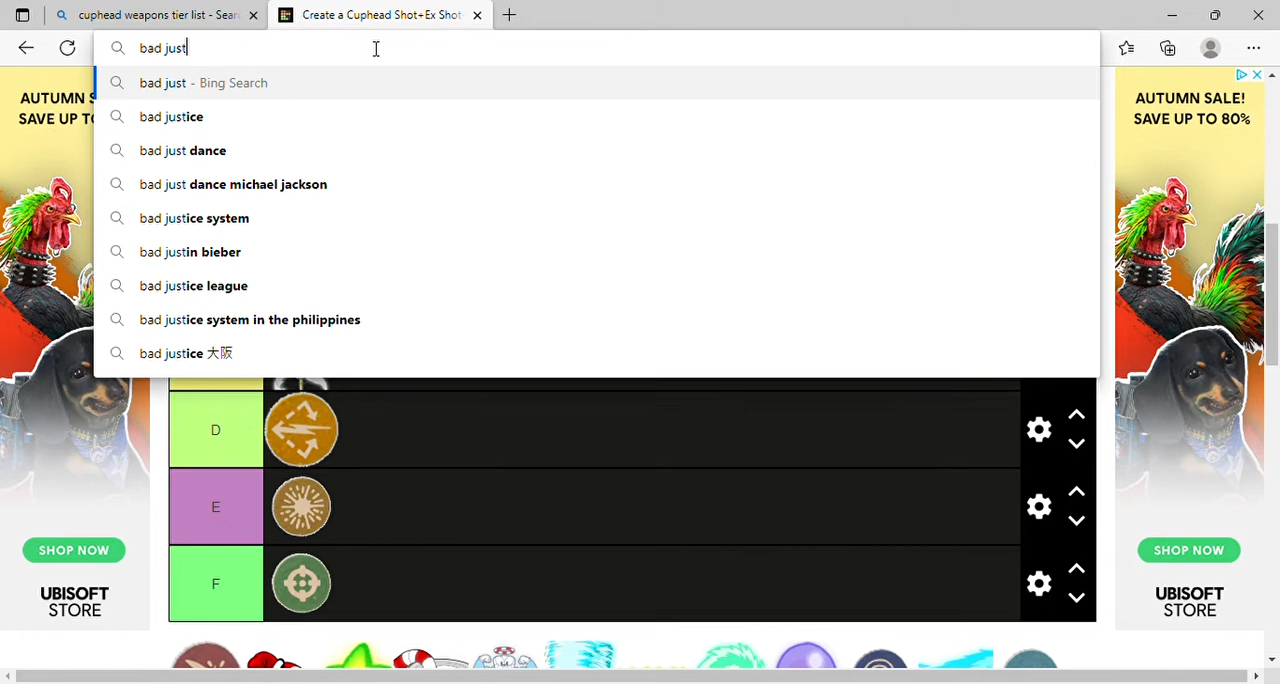 cuphead weapons tier list - Sear
Create a Cuphead Shot+Ex Shot
bad just
bad just - Bing Search
bad justice
bad just dance
bad just dance michael jackson
bad justice system
bad justin bieber
bad justice league
bad justice system in the philippines
bad justice 大阪
AUTUMN S
SAVE UP TO
SHOP NOW
UBISOFT
STORE
D
E
F
AUTUMN SALE!
SAVE UP TO 80%
SHOP NOW
UBISOFT
STORE